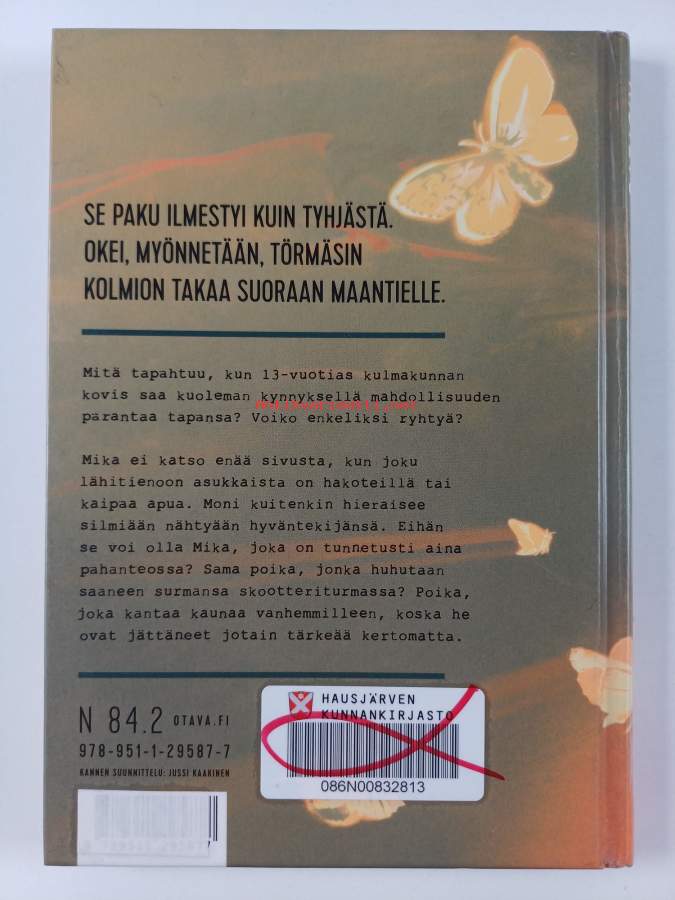 SE PAKU ILMESTYI KUIN TYHJÄSTÄ.
OKEI, MYÖNNETÄÄN, TÖRMÄSIN
KOLMION TAKAA SUORAAN MAANTIELLE.
Mitä tapahtuu, kun 13-vuotias kulmakunnan
kovis saa kuoleman kynnyksellä mahdollisuuden
parantaa tapansa? Voiko enkeliksi ryhtyä?
Mika ei katso enää sivusta, kun joku
lähitienoon asukkaista on hakoteillä tai
kaipaa apua. Moni kuitenkin hieraisee
silmiään nähtyään hyväntekijänsä. Eihän
se voi olla Mika, joka on tunnetusti aina
pahanteossa? Sama poika, jonka huhutaan
saaneen surmansa skootteriturmassa? Poika,
joka kantaa kaunaa vanhemmilleen, koska he
ovat jättäneet jotain tärkeää kertomatta.
N 84.2 OTAVA.FI
978-951-1-29587-7
KANNEN SUUNNITTELU: JUSSI KAAKINEN
HAUSJÄRVEN
KUNNANKIRJASTO
086N00832813